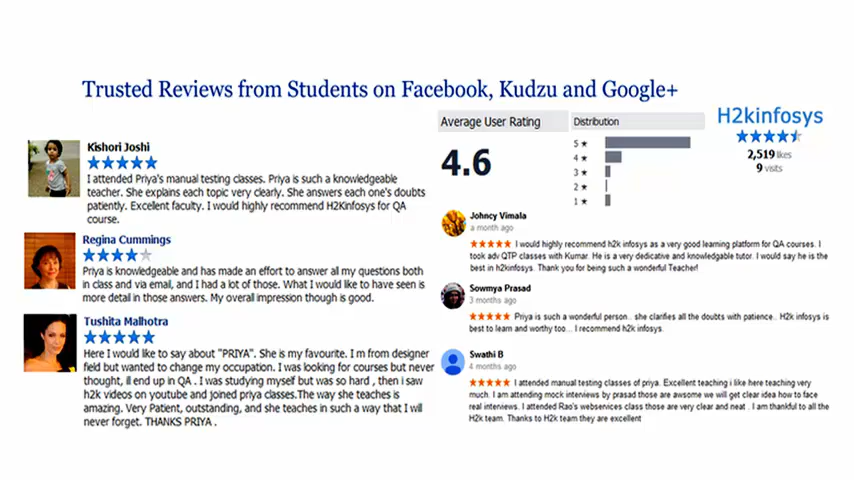 Trusted Reviews from Students on Facebook, Kudzu and Google+
Kishori Joshi
I attended Priya's manual testing classes. Priya is such a knowledgeable
teacher. She explains each topic very clearly. She answers each one's doubts
patiently. Excellent faculty. I would highly recommend H2Kinfosys for QA
course.
Regina Cummings
Priya is knowledgeable and has made an effort to answer all my questions both
in class and via email, and I had a lot of those. What I would like to have seen is
more detail in those answers. My overall impression though is good.
Tushita Malhotra
Here I would like to say about "PRIYA". She is my favourite. I m from designer
field but wanted to change my occupation. I was looking for courses but never
thought, ill end up in QA . I was studying myself but was so hard , then i saw
h2k videos on youtube and joined priya classes.The way she teaches is
amazing. Very Patient, outstanding, and she teaches in such a way that I will
never forget. THANKS PRIYA .
Average User Rating
4.6
Distribution
5 ★
4 ★
3 ★
2 ★
1 ★
H2kinfosys
2,519 likes
9 visits
Johncy Vimala
a month ago
I would highly recommend h2k infosys as a very good learning platform for QA courses. I
took adv QTP classes with Kumar. He is a very dedicative and knowledgable tutor. I would say he is the
best in h2kinfosys. Thank you for being such a wonderful Teacher!
Sowmya Prasad
3 months ago
Priya is such a wonderful person.. she clarifies all the doubts with patience.. H2k infosys is
best to learn and worthy too... I recommend h2k infosys.
Swathi B
4 months ago
I attended manual testing classes of priya. Excellent teaching i like here teaching very
much. I am attending mock interviews by prasad those are awsome we will get clear idea how to face
real interviews. I attended Rao's webservices class those are very clear and neat . I am thankful to all the
H2k team. Thanks to H2k team they are excellent